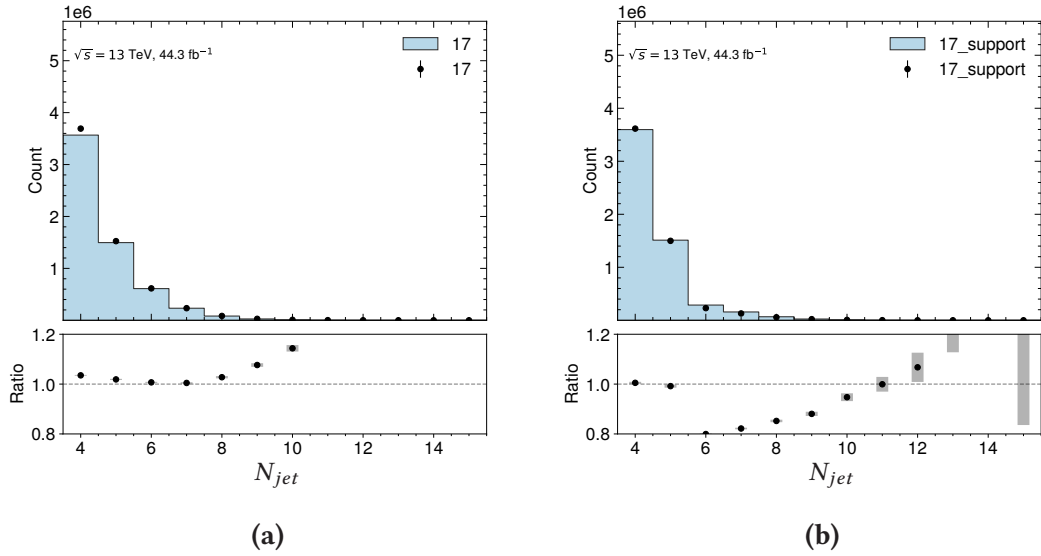 1e6
√s = 13 TeV, 44.3 fb⁻¹
17
17
Count
5
4
3
2
1
Ratio
1.2
1.0
0.8
4 6 8 10 12 14
N_jet
(a)
1e6
√s = 13 TeV, 44.3 fb⁻¹
17_support
17_support
Count
5
4
3
2
1
Ratio
1.2
1.0
0.8
4 6 8 10 12 14
N_jet
(b)